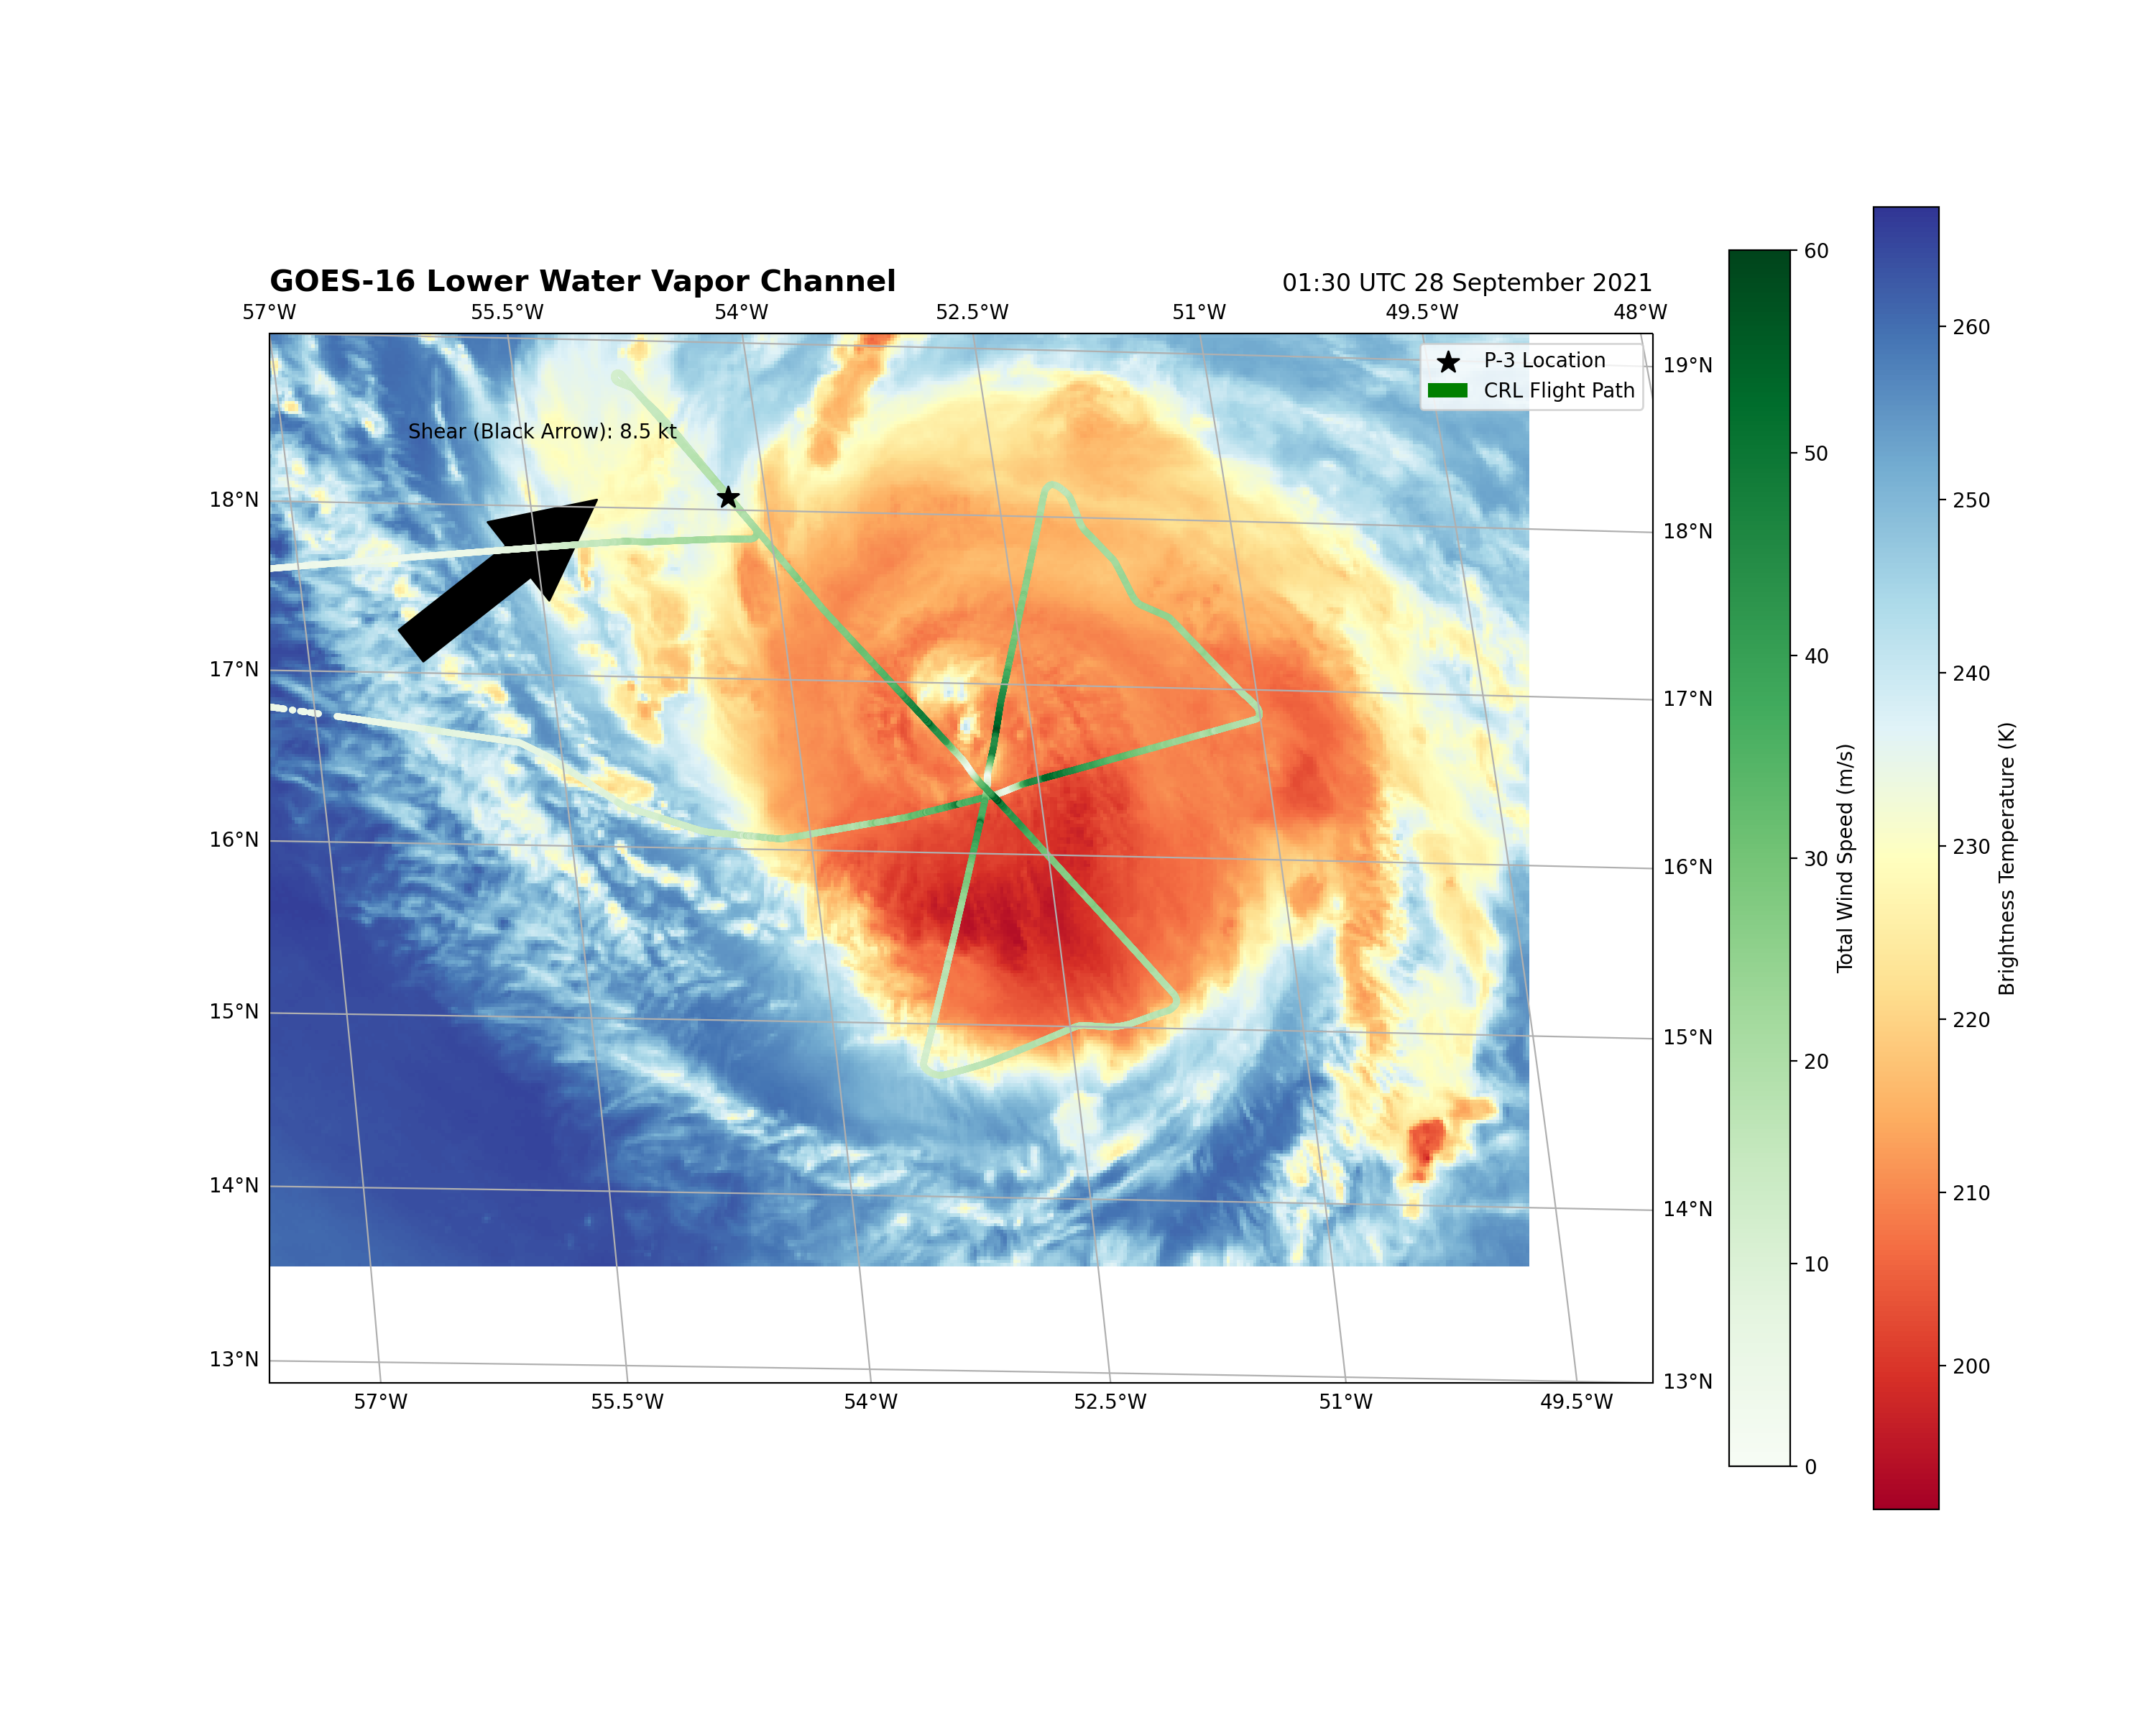 GOES-16 Lower Water Vapor Channel
01:30 UTC 28 September 2021
57°W 55.5°W 54°W 52.5°W 51°W 49.5°W 48°W
P-3 Location
CRL Flight Path
Shear (Black Arrow): 8.5 kt
18°N
17°N
16°N
15°N
14°N
13°N
19°N
18°N
17°N
16°N
15°N
14°N
13°N
57°W 55.5°W 54°W 52.5°W 51°W 49.5°W
60
50
40
30
20
10
0
Total Wind Speed (m/s)
260
250
240
230
220
210
200
Brightness Temperature (K)